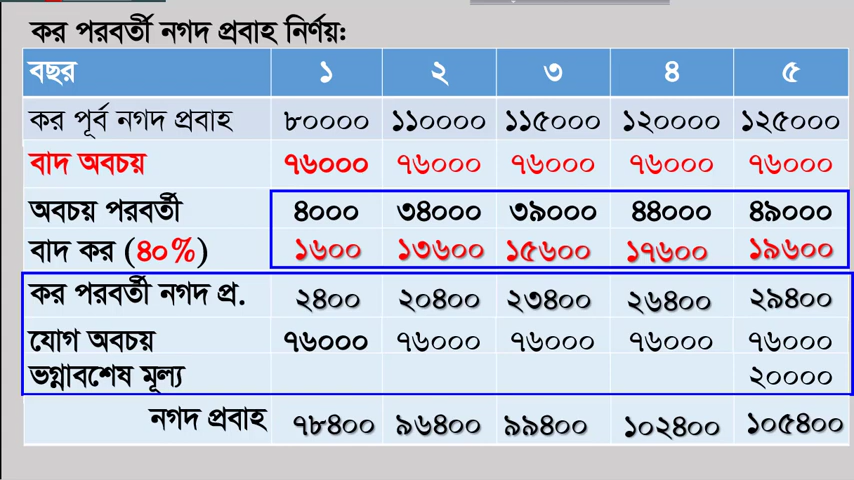 কর পরবর্তী নগদ প্রবাহ নির্ণয়:
বছর ১ ২ ৩ ৪ ৫
কর পূর্ব নগদ প্রবাহ ৮০০০০ ১১০০০০ ১১৫০০০ ১২০০০০ ১২৫০০০
বাদ অবচয় ৭৬০০০ ৭৬০০০ ৭৬০০০ ৭৬০০০ ৭৬০০০
অবচয় পরবর্তী ৪০০০ ৩৪০০০ ৩৯০০০ ৪৪০০০ ৪৯০০০
বাদ কর (৪০%) ১৬০০ ১৩৬০০ ১৫৬০০ ১৭৬০০ ১৯৬০০
কর পরবর্তী নগদ প্র. ২৪০০ ২০৪০০ ২৩৪০০ ২৬৪০০ ২৯৪০০
যোগ অবচয় ৭৬০০০ ৭৬০০০ ৭৬০০০ ৭৬০০০ ৭৬০০০
ভগ্নাবশেষ মূল্য ২০০০০
নগদ প্রবাহ ৭৮৪০০ ৯৬৪০০ ৯৯৪০০ ১০২৪০০ ১০৫৪০০